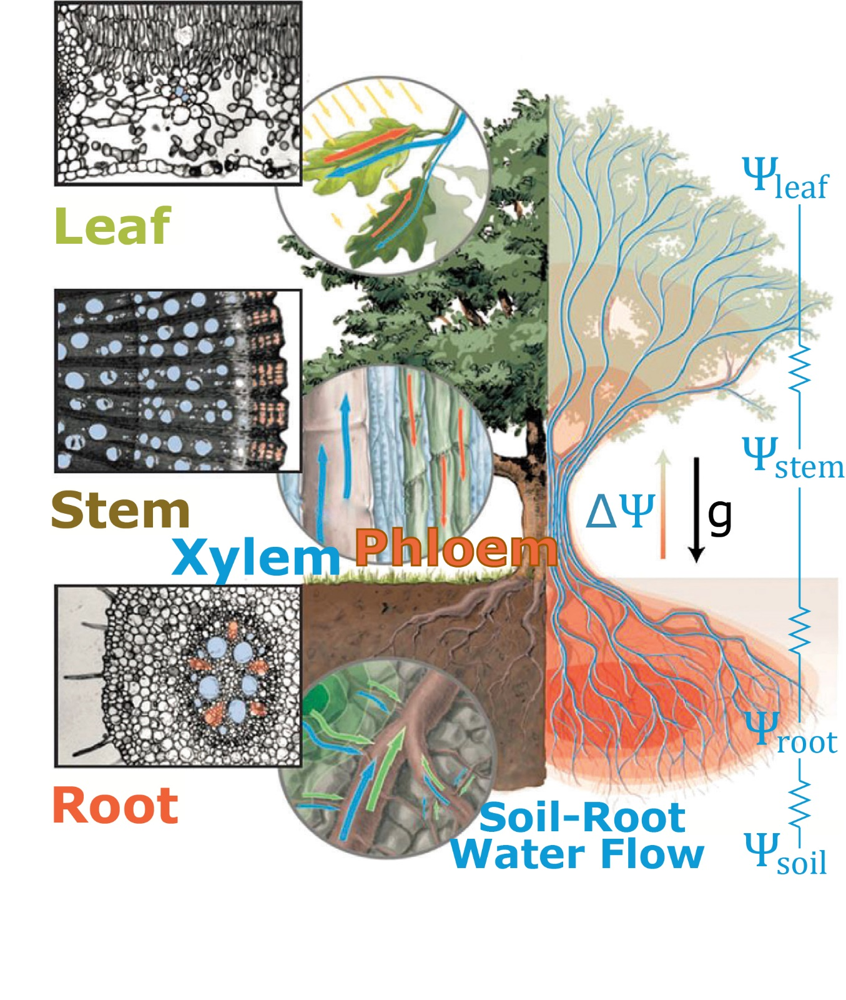 Leaf
Stem
Xylem
Phloem
Root
Soil-Root
Water Flow
Ψleaf
Ψstem
ΔΨ
g
Ψroot
Ψsoil